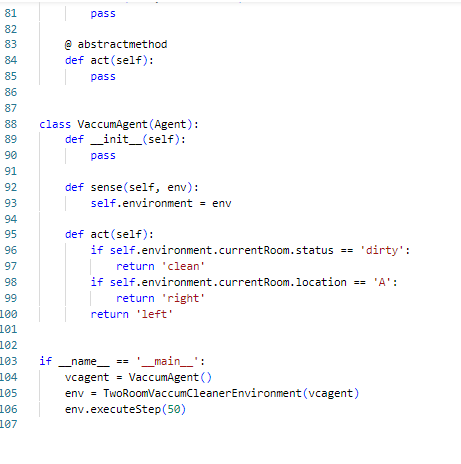 81 pass
82
83 @ abstractmethod
84 def act(self):
85 pass
86
87
88 class VaccumAgent(Agent):
89 def __init__(self):
90 pass
91
92 def sense(self, env):
93 self.environment = env
94
95 def act(self):
96 if self.environment.currentRoom.status == 'dirty':
97 return 'clean'
98 if self.environment.currentRoom.location == 'A':
99 return 'right'
100 return 'left'
101
102
103 if __name__ == '__main__':
104 vcagent = VaccumAgent()
105 env = TwoRoomVaccumCleanerEnvironment(vcagent)
106 env.executeStep(50)
107